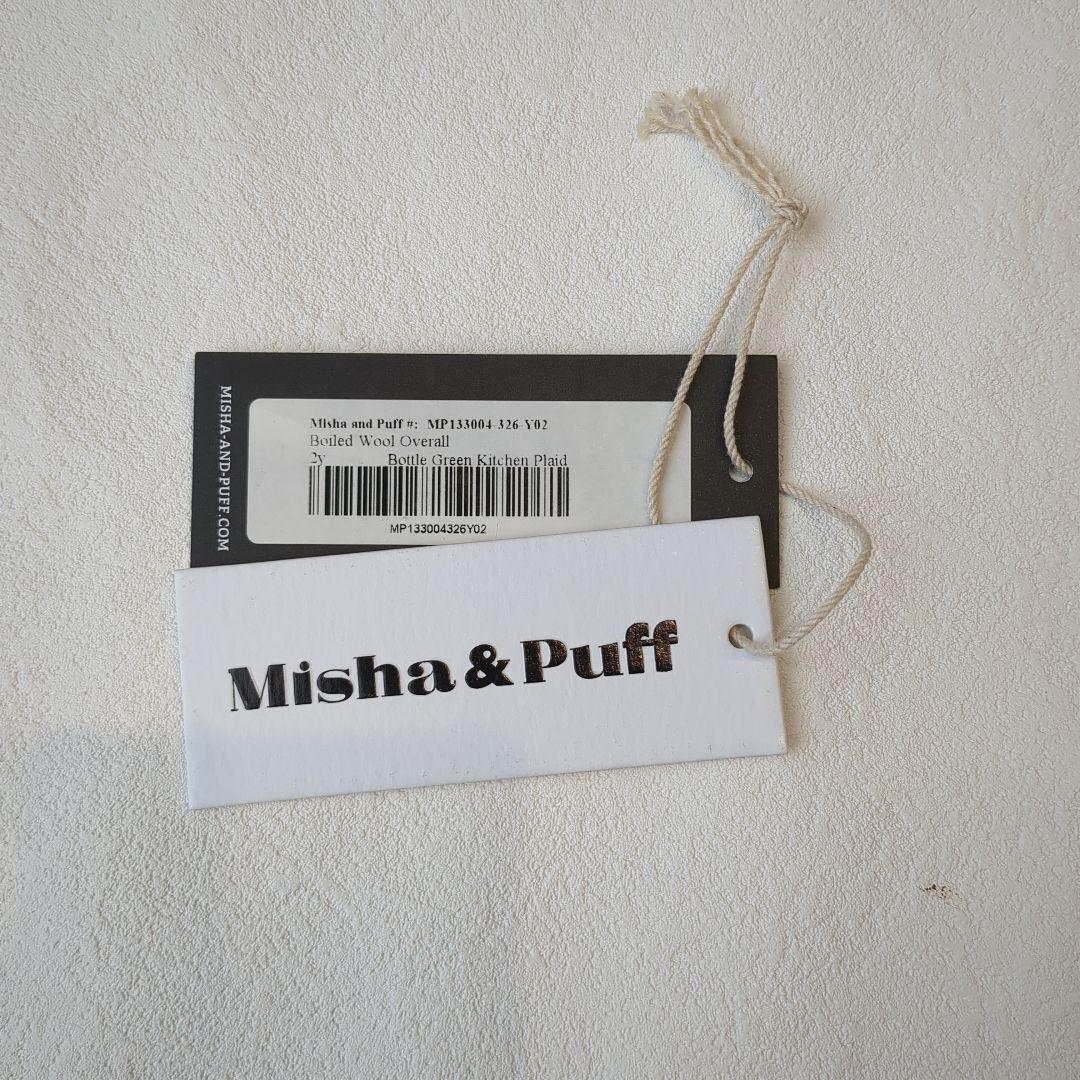 MISHA-AND-PUFF.COM
Misha and Puff #: MP133004-326-Y02
Boiled Wool Overall
2y Bottle Green Kitchen Plaid
MP133004326Y02
Misha & Puff